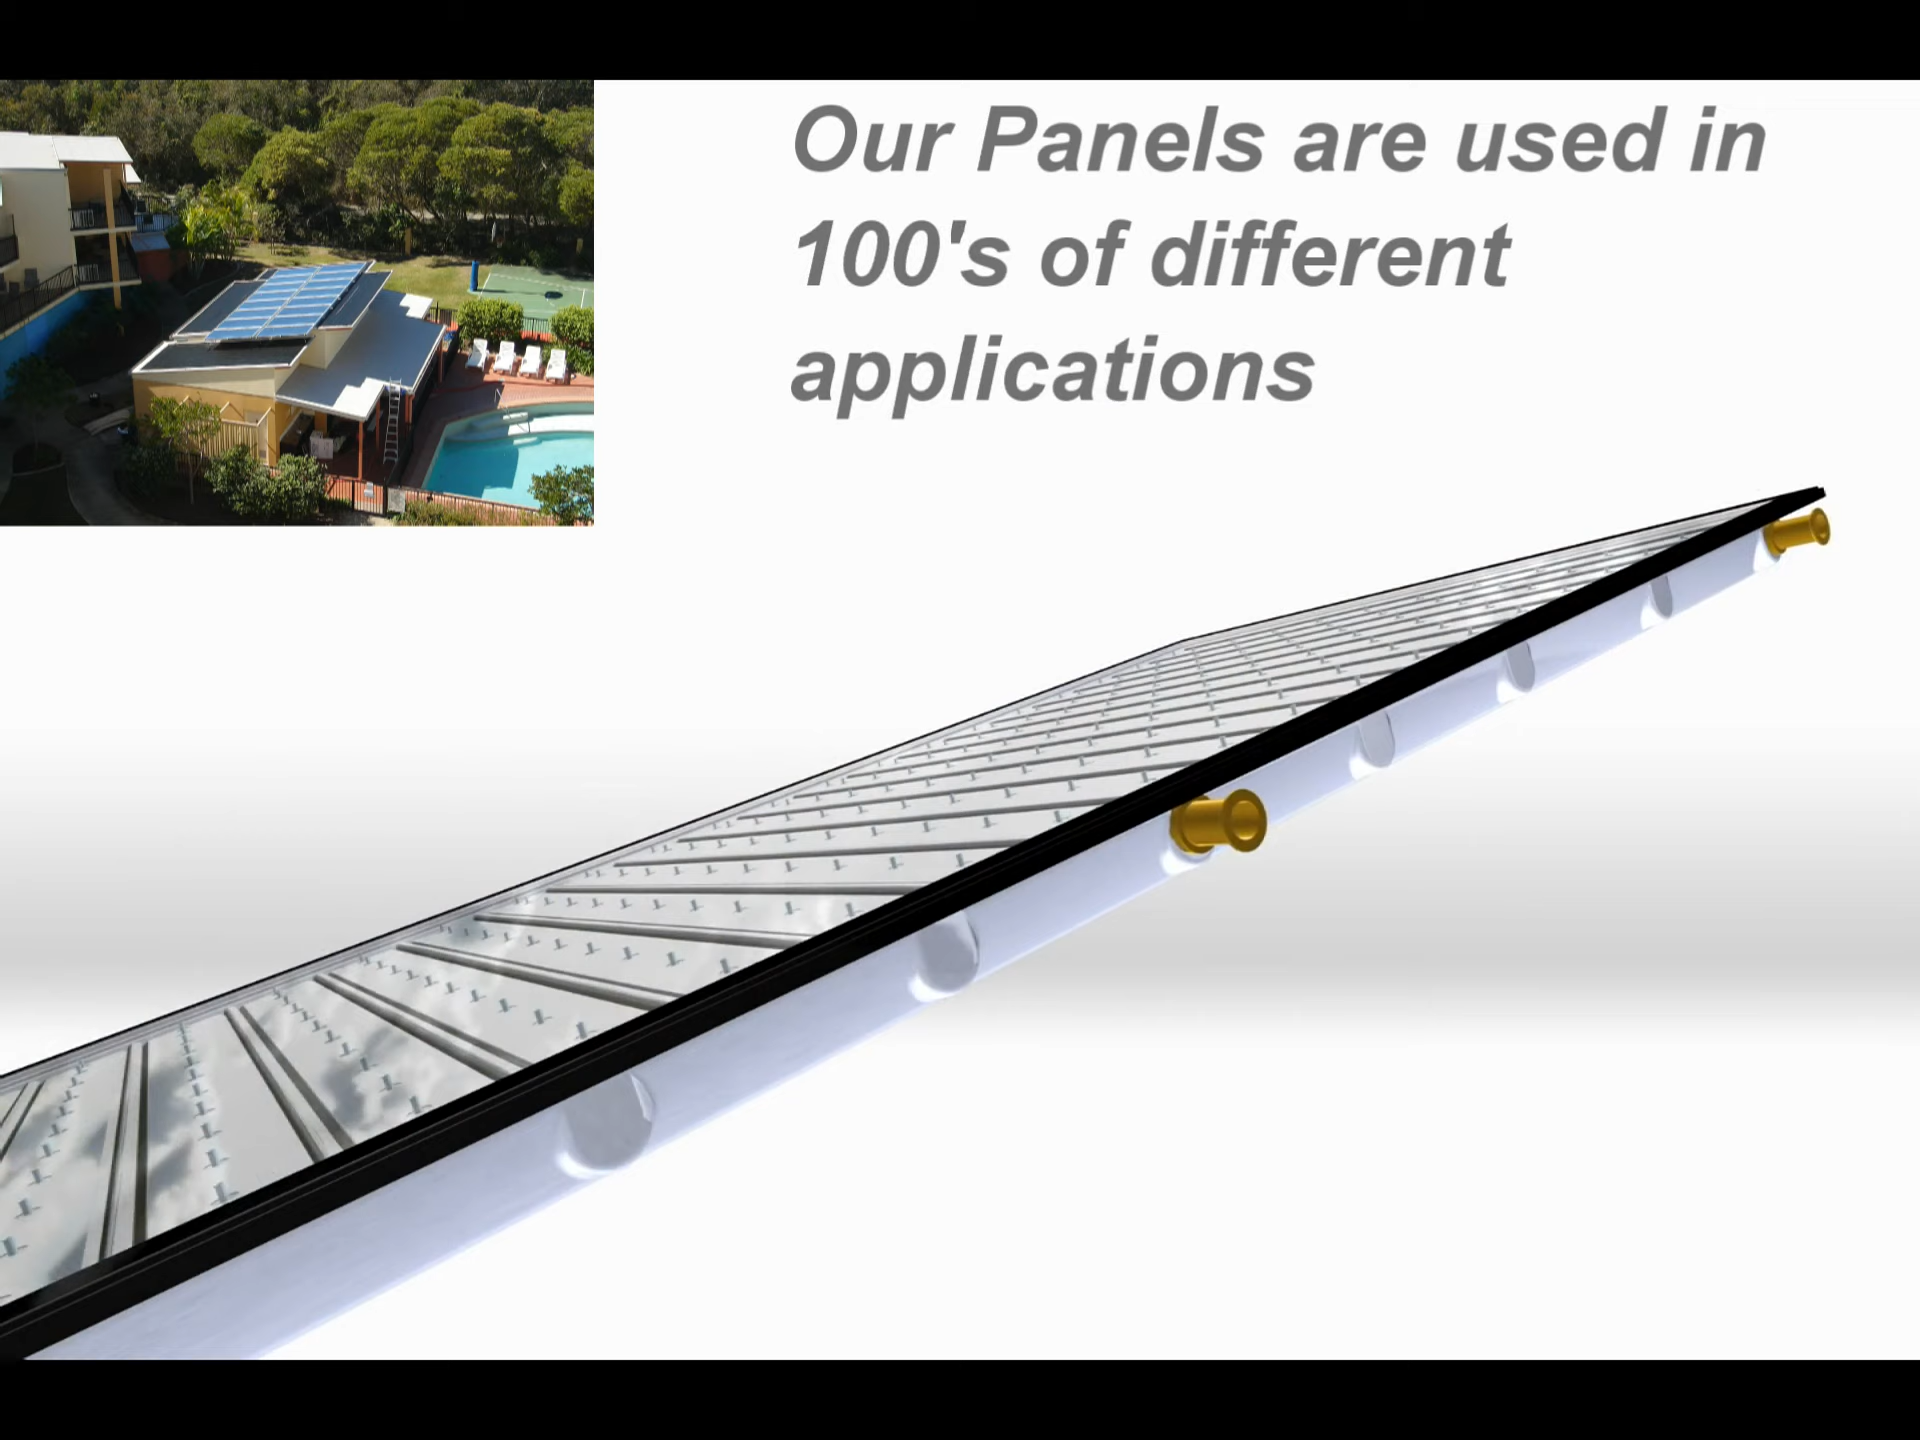 Our Panels are used in
100's of different
applications